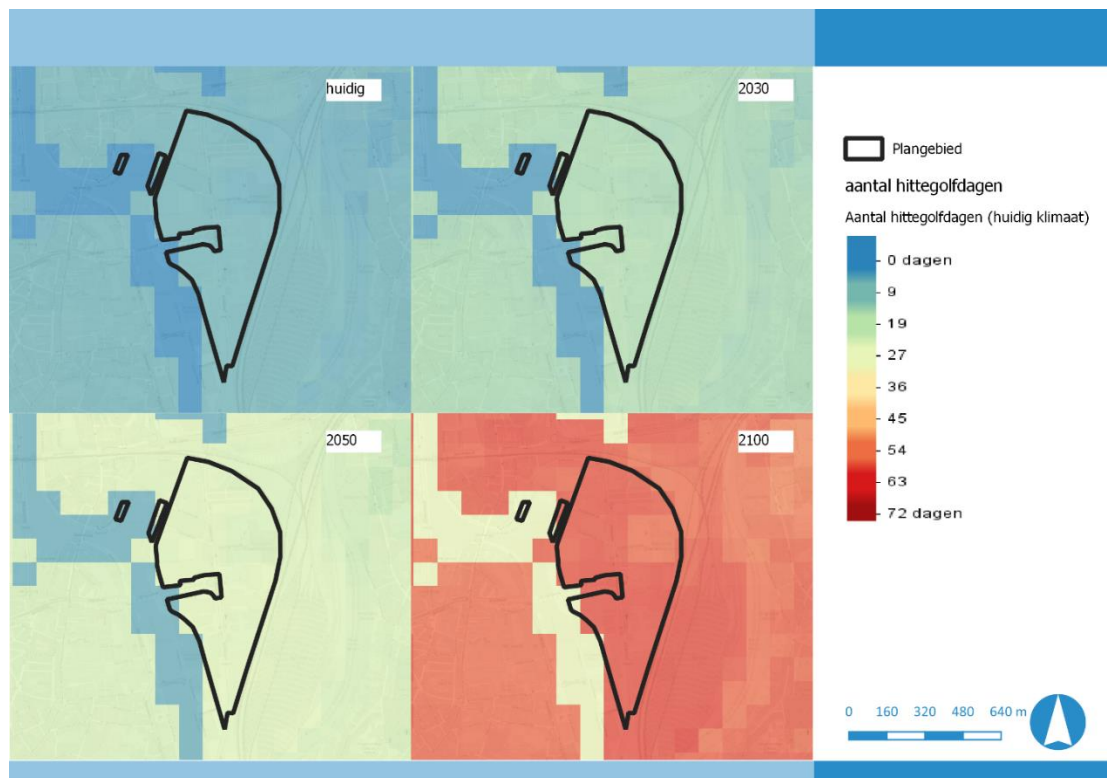 huidig
2030
2050
2100
Plangebied
aantal hittegolfdagen
Aantal hittegolfdagen (huidig klimaat)
0 dagen
9
19
27
36
45
54
63
72 dagen
0 160 320 480 640 m